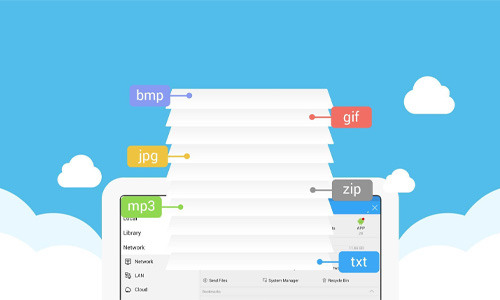 bmp
gif
jpg
zip
mp3
Local
Library
APP
Network
Network
txt
LAN
Send Files
System Manager
Recycle Bin
Cloud
Bookmarks